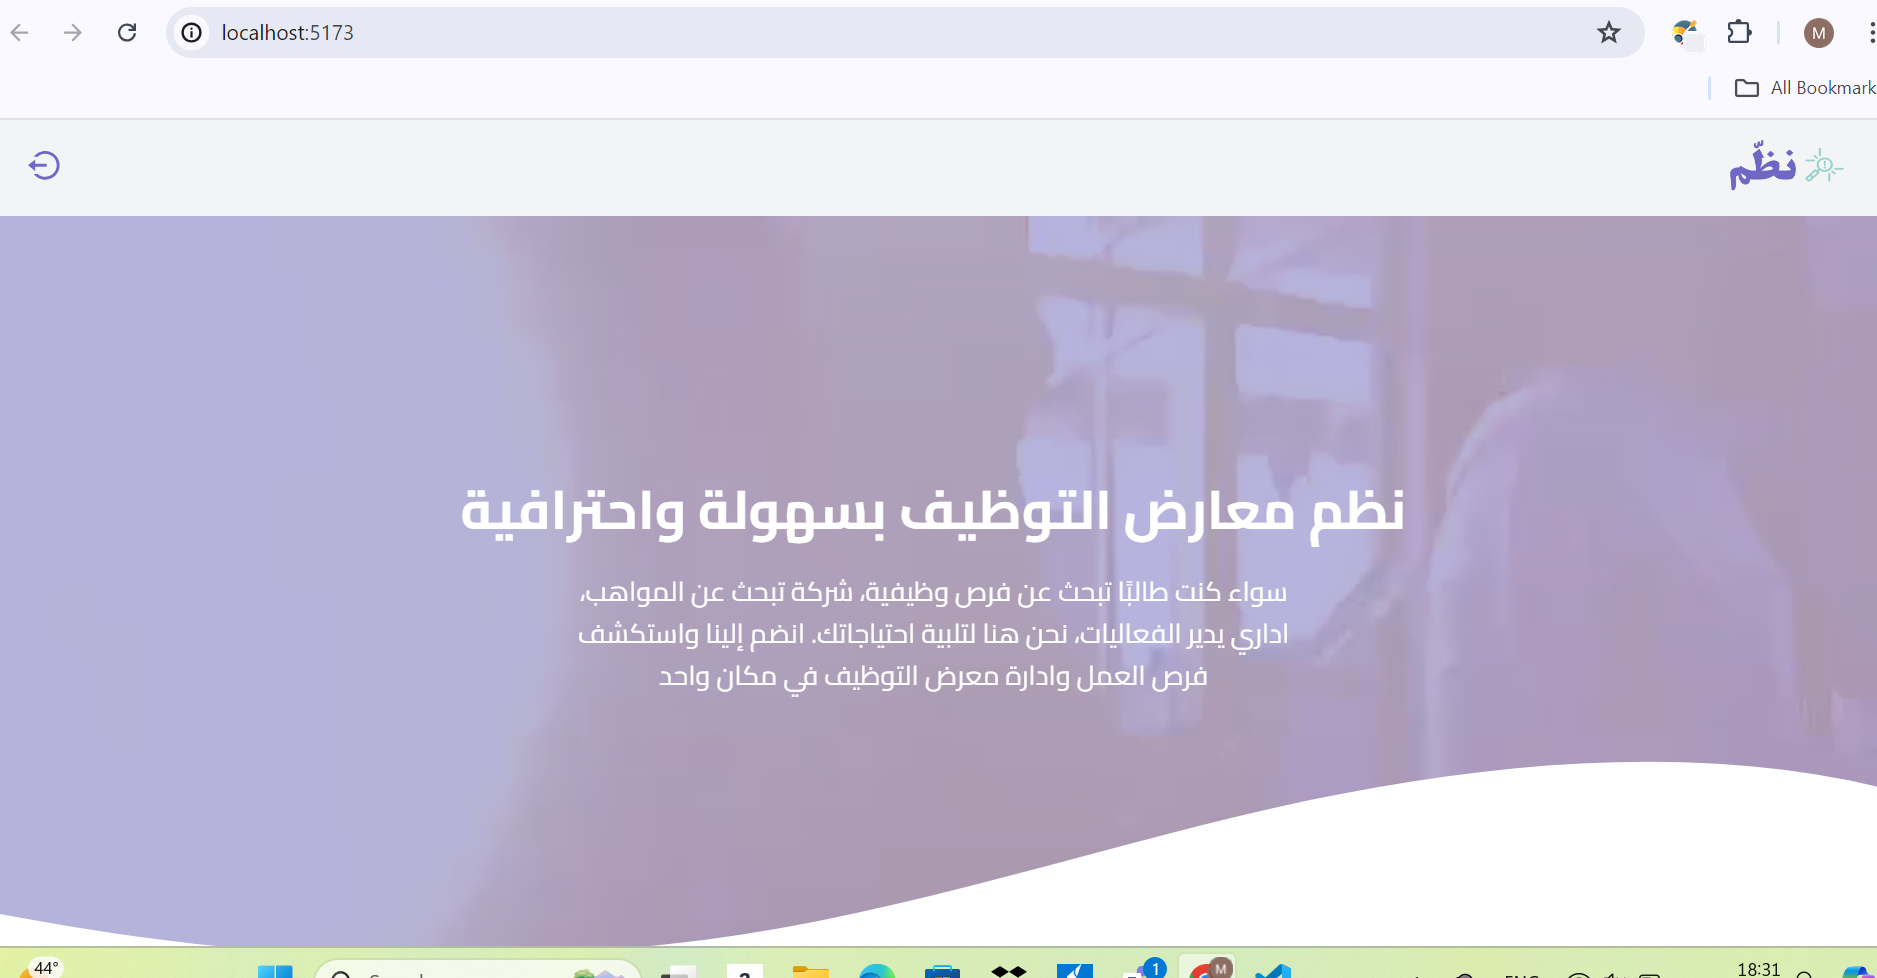 localhost:5173
M
All Bookmark
نظّم
نظم معارض التوظيف بسهولة واحترافية
سواء كنت طالبًا تبحث عن فرص وظيفية، شركة تبحث عن المواهب،
اداري يدير الفعاليات، نحن هنا لتلبية احتياجاتك. انضم إلينا واستكشف
فرص العمل وادارة معرض التوظيف في مكان واحد
44°
1
M
18:31